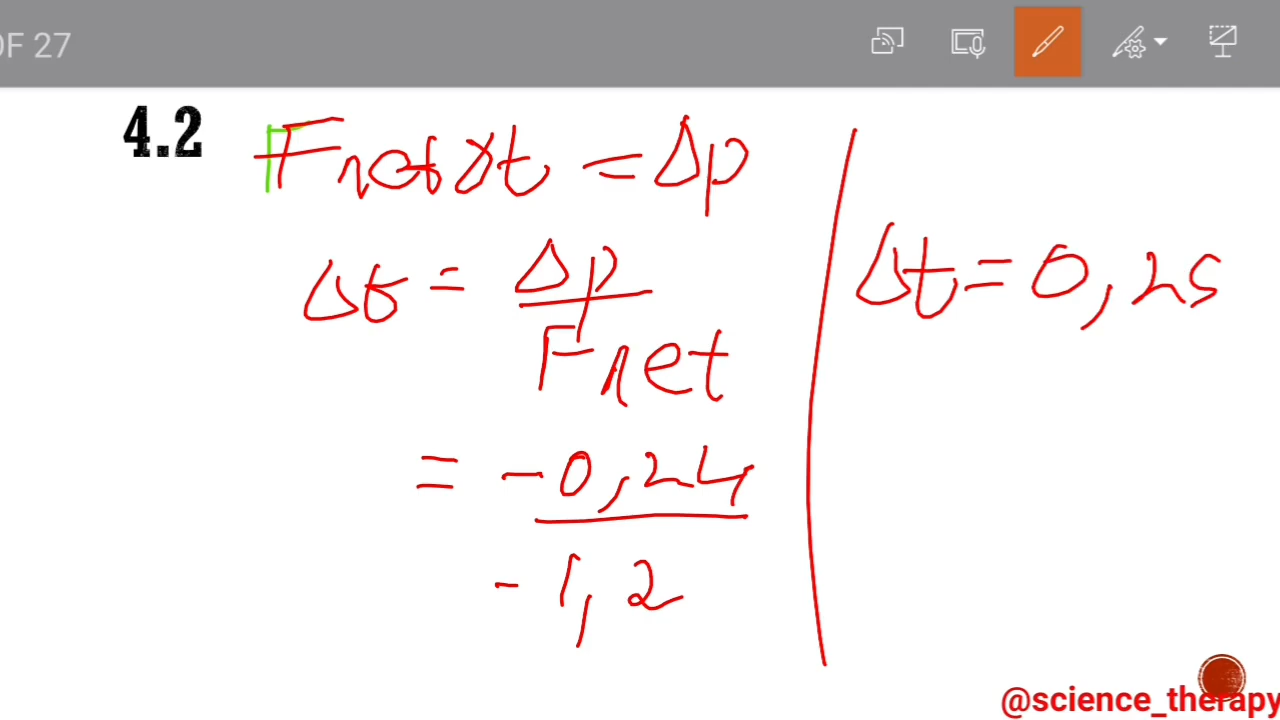 OF 27
4.2
Fnet Δt = Δp
Δt = Δp
Fnet
= -0,24
-1,2
Δt = 0,2s
@science_therapy